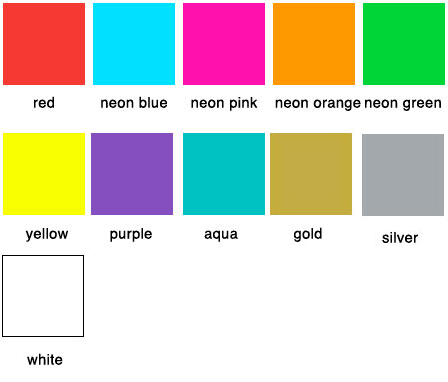 red neon blue neon pink neon orange neon green
yellow purple aqua gold silver
white